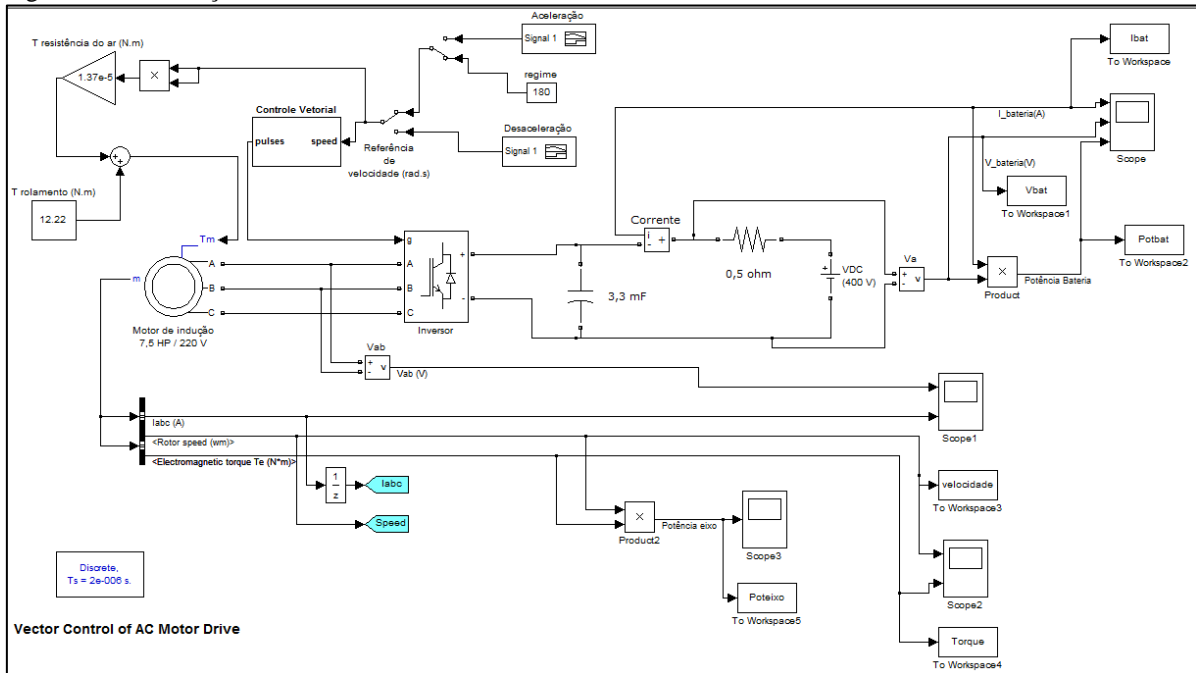 Aceleração
Signal 1
T resistência do ar (N.m)
1.37e-5
×
regime
180
Controle Vetorial
pulses
speed
Desaceleração
Signal 1
Referência
de
velocidade (rad.s)
+
+
T rolamento (N.m)
12.22
Ibat
To Workspace
I_bateria(A)
Scope
V_bateria(V)
Vbat
To Workspace1
Potbat
To Workspace2
×
Product
Potência Bateria
Corrente
i
-
+
0,5 ohm
+
VDC
(400 V)
Va
+
-
v
3,3 mF
g
A
B
C
+
-
Inversor
Tm
m
A
B
C
Motor de indução
7,5 HP / 220 V
Vab
+
-
v
Vab (V)
Scope1
Iabc (A)
<Rotor speed (wm)>
<Electromagnetic torque Te (N*m)>
1
z
Iabc
Speed
velocidade
To Workspace3
×
Product2
Potência eixo
Scope3
Scope2
Poteixo
To Workspace5
Torque
To Workspace4
Discrete,
Ts = 2e-006 s.
Vector Control of AC Motor Drive